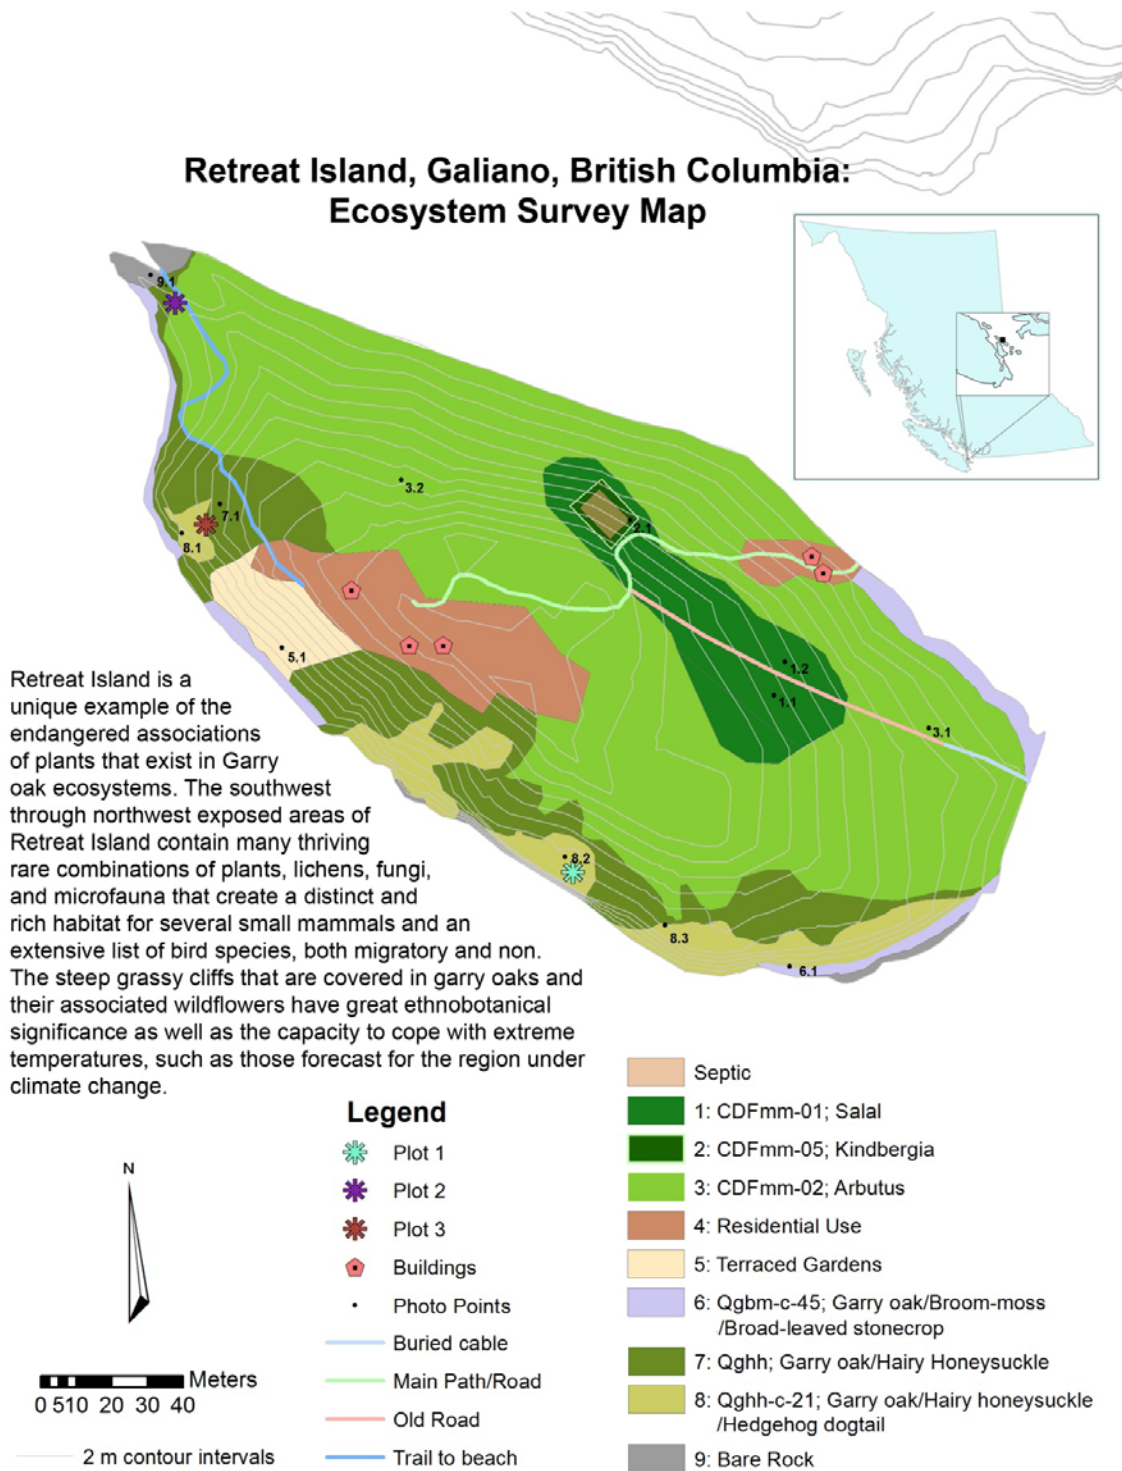 Retreat Island, Galiano, British Columbia:
Ecosystem Survey Map
9.1
3.2
7.1
8.1
2.1
5.1
1.2
1.1
3.1
8.2
8.3
6.1
Retreat Island is a
unique example of the
endangered associations
of plants that exist in Garry
oak ecosystems. The southwest
through northwest exposed areas of
Retreat Island contain many thriving
rare combinations of plants, lichens, fungi,
and microfauna that create a distinct and
rich habitat for several small mammals and an
extensive list of bird species, both migratory and non.
The steep grassy cliffs that are covered in garry oaks and
their associated wildflowers have great ethnobotanical
significance as well as the capacity to cope with extreme
temperatures, such as those forecast for the region under
climate change.
N
Meters
0 510 20 30 40
2 m contour intervals
Legend
Plot 1
Plot 2
Plot 3
Buildings
Photo Points
Buried cable
Main Path/Road
Old Road
Trail to beach
Septic
1: CDFmm-01; Salal
2: CDFmm-05; Kindbergia
3: CDFmm-02; Arbutus
4: Residential Use
5: Terraced Gardens
6: Qgbm-c-45; Garry oak/Broom-moss
/Broad-leaved stonecrop
7: Qghh; Garry oak/Hairy Honeysuckle
8: Qghh-c-21; Garry oak/Hairy honeysuckle
/Hedgehog dogtail
9: Bare Rock